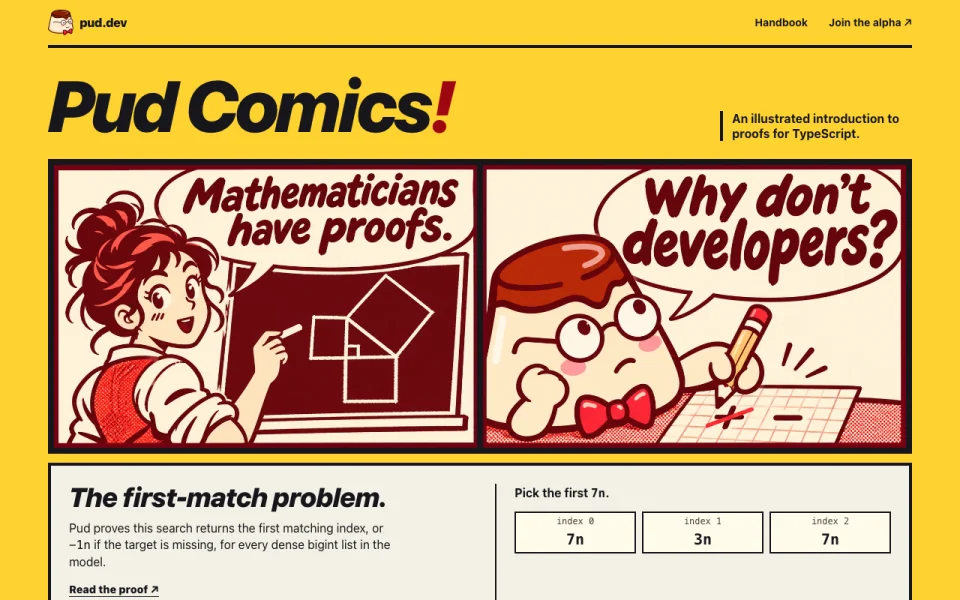 pud.dev
Handbook
Join the alpha ↗
Pud Comics!
An illustrated introduction to
proofs for TypeScript.
Mathematicians
have proofs.
Why don't
developers?
+ −
The first-match problem.
Pud proves this search returns the first matching index, or
−1n if the target is missing, for every dense bigint list in the
model.
Read the proof ↗
Pick the first 7n.
index 0
7n
index 1
3n
index 2
7n